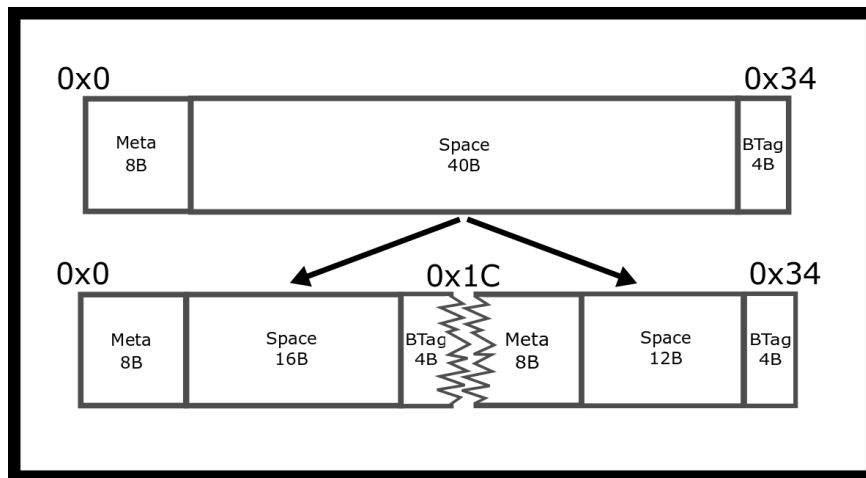 0x0 0x34
Meta
8B
Space
40B
BTag
4B
0x0 0x1C 0x34
Meta
8B
Space
16B
BTag
4B
Meta
8B
Space
12B
BTag
4B